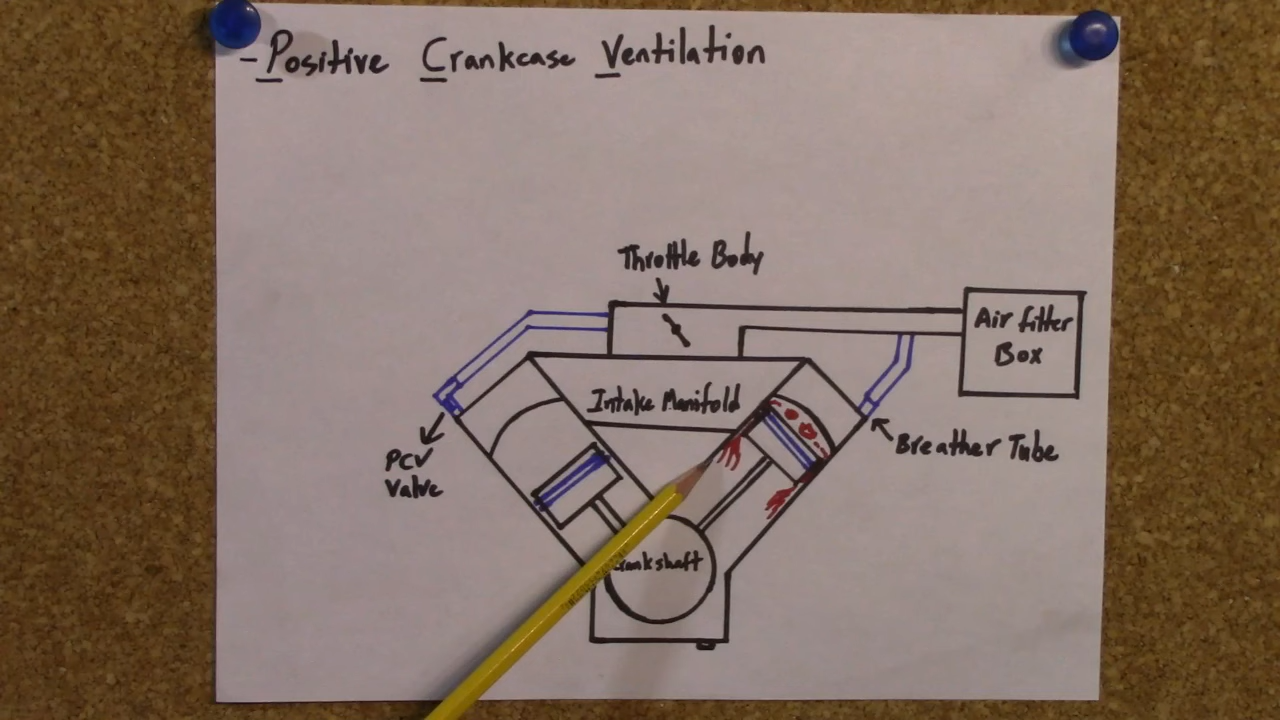 - Positive Crankcase Ventilation
Throttle Body
Air filter
Box
Intake Manifold
Breather Tube
PCV
Valve
Crankshaft